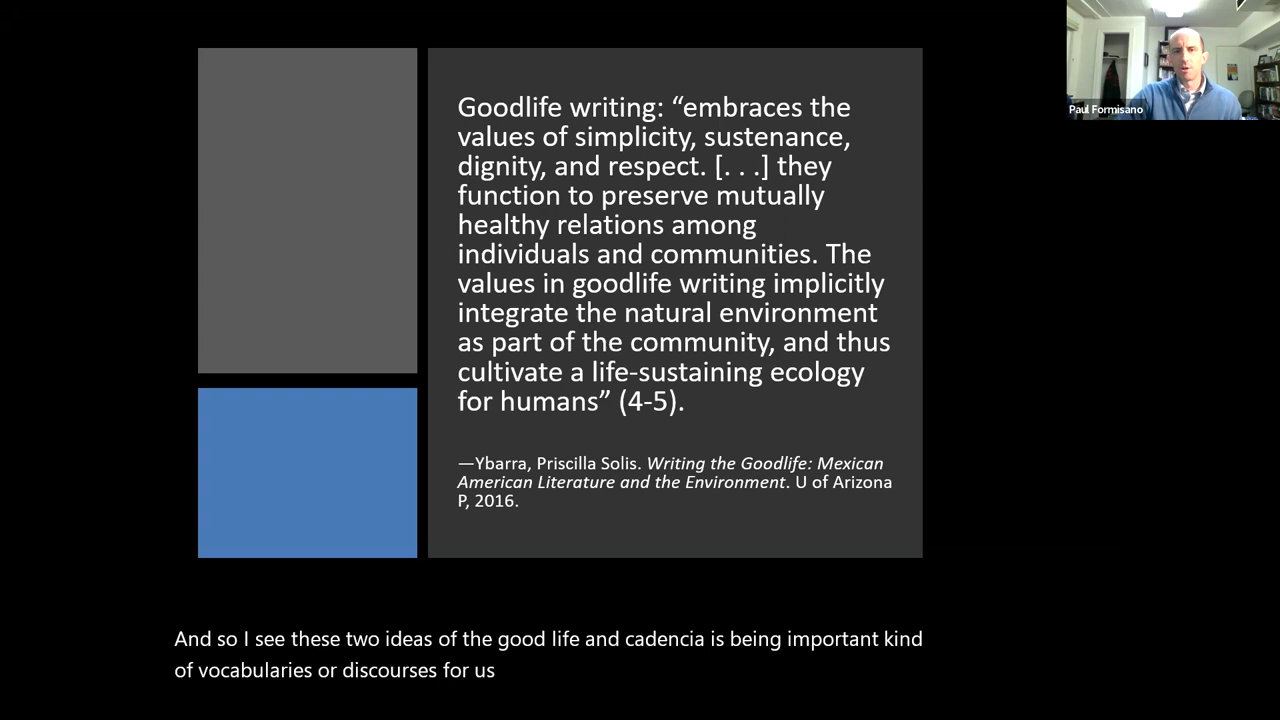 Goodlife writing: “embraces the
values of simplicity, sustenance,
dignity, and respect. [. . .] they
function to preserve mutually
healthy relations among
individuals and communities. The
values in goodlife writing implicitly
integrate the natural environment
as part of the community, and thus
cultivate a life-sustaining ecology
for humans” (4-5).
—Ybarra, Priscilla Solis. Writing the Goodlife: Mexican
American Literature and the Environment. U of Arizona
P, 2016.
Paul Formisano
And so I see these two ideas of the good life and cadencia is being important kind
of vocabularies or discourses for us